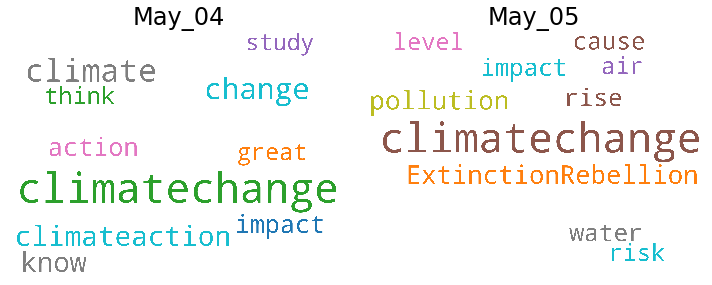 May_04
study
climate
think
change
action
great
climatechange
climateaction
impact
know
May_05
level
cause
impact
air
pollution
rise
climatechange
ExtinctionRebellion
water
risk